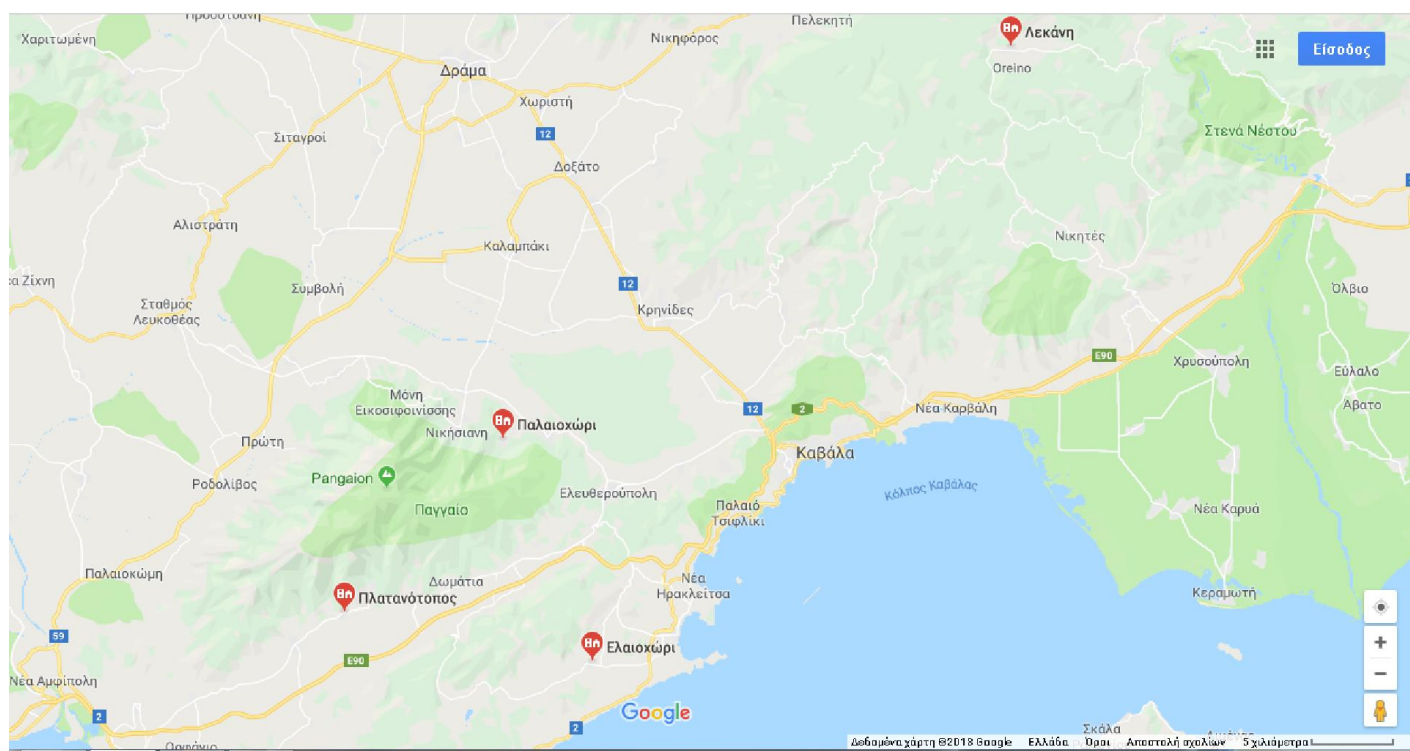 Προσοτσάνη
Πελεκητή
Χαριτωμένη
Νικηφόρος
Λεκάνη
Είσοδος
Oreino
Δράμα
Χωριστή
12
Σιταγροί
Στενά Νέστου
Δοξάτο
Αλιστράτη
Νικητές
Καλαμπάκι
α Ζίχνη
12
Συμβολή
Όλβιο
Σταθμός
Λευκοθέας
Κρηνίδες
E90
Χρυσούπολη
Εύλαλο
Μόνη
Εικοσιφοινίσσης
12
2
Νέα Καρβάλη
Άβατο
Παλαιοχώρι
Νικήσιανη
Πρώτη
Καβάλα
Pangaion
Ροδολίβος
Ελευθερούπολη
Κόλπος Καβάλας
Παγγαίο
Παλαιό
Τσιφλίκι
Νέα Καρυά
Παλαιοκώμη
Δωμάτια
Νέα
Ηρακλείτσα
Πλατανότοπος
Κεραμωτή
59
Ελαιοχώρι
E90
Νέα Αμφίπολη
2
Google
2
Σκάλα
Ορφάνιο
Δεδομένα χάρτη ©2018 Google Ελλάδα Όροι Αποστολή σχολίων 5 χιλιόμετρα